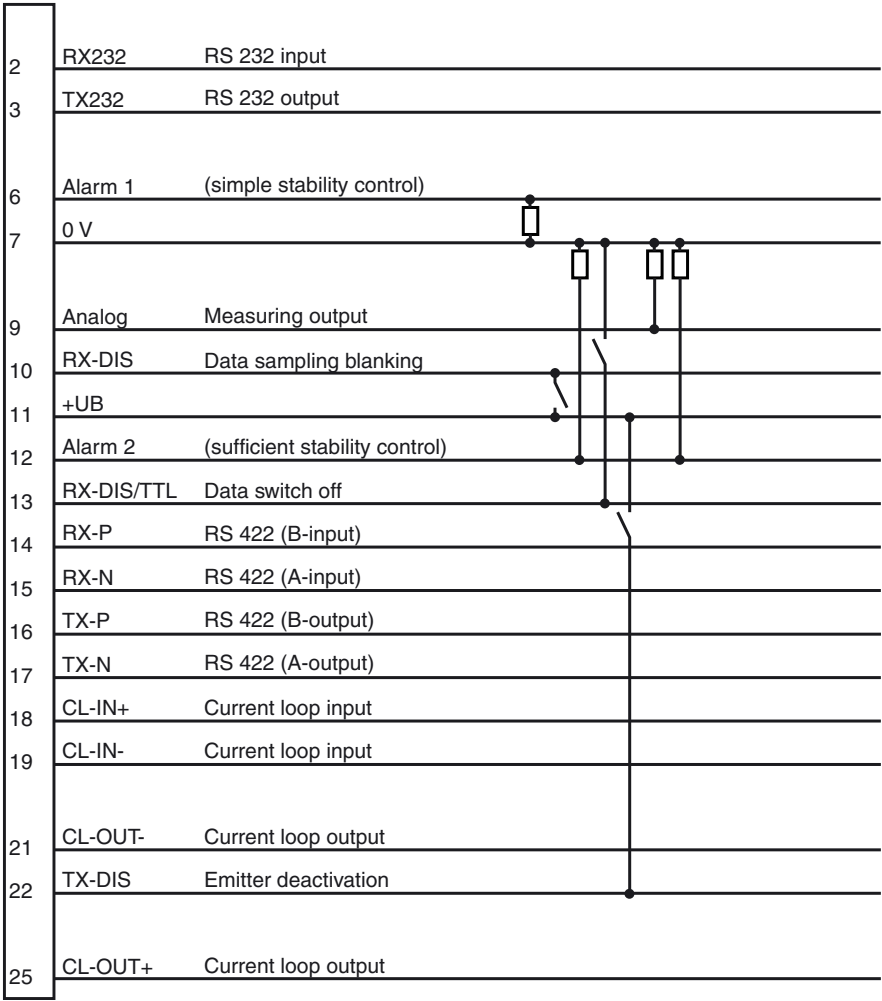 2 RX232 RS 232 input
3 TX232 RS 232 output
6 Alarm 1 (simple stability control)
7 0 V
9 Analog Measuring output
10 RX-DIS Data sampling blanking
11 +UB
12 Alarm 2 (sufficient stability control)
13 RX-DIS/TTL Data switch off
14 RX-P RS 422 (B-input)
15 RX-N RS 422 (A-input)
16 TX-P RS 422 (B-output)
17 TX-N RS 422 (A-output)
18 CL-IN+ Current loop input
19 CL-IN- Current loop input
21 CL-OUT- Current loop output
22 TX-DIS Emitter deactivation
25 CL-OUT+ Current loop output